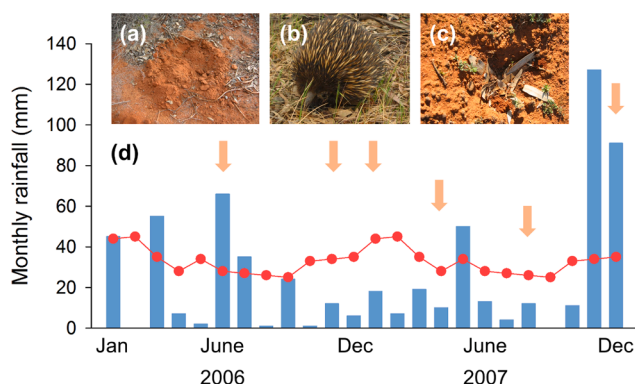 (a)
(b)
(c)
(d)
Monthly rainfall (mm)
140
120
100
80
60
40
20
0
Jan
June
Dec
June
Dec
2006
2007